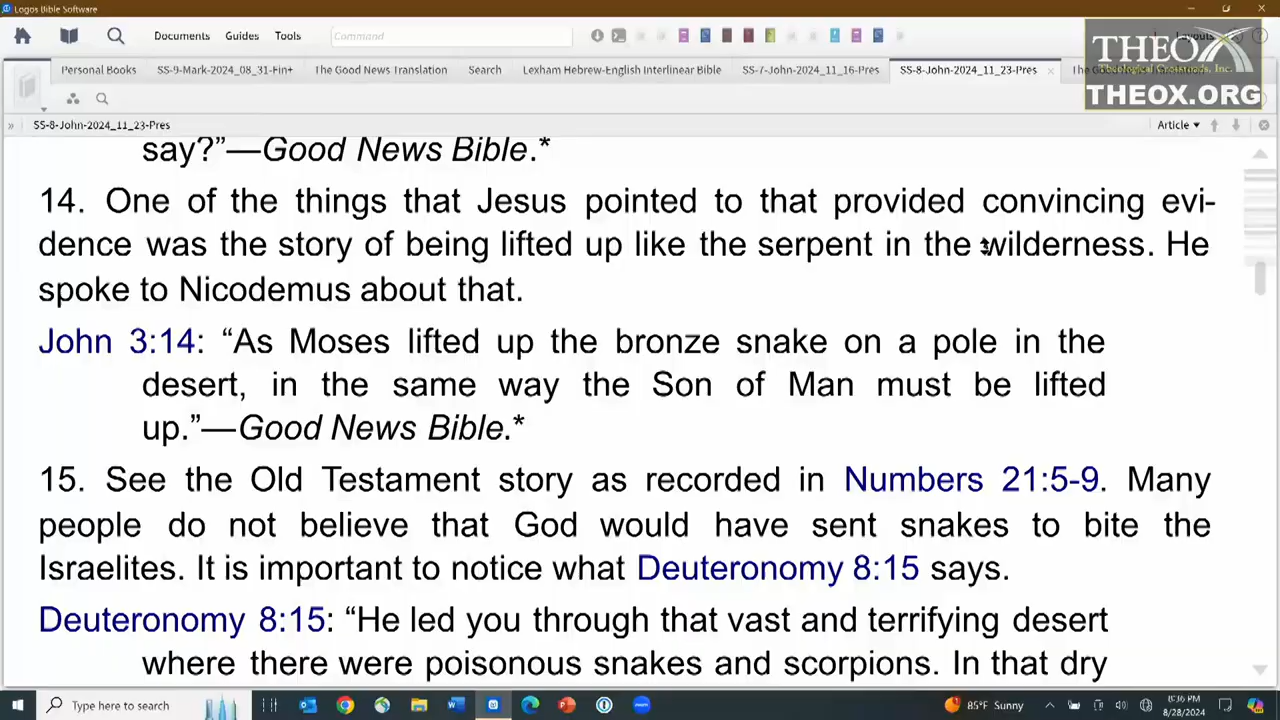 Logos Bible Software
Documents Guides Tools Command Layouts
Personal Books SS-9-Mark-2024_08_31-Fin+ The Good News Translation Search Lexham Hebrew-English Interlinear Bible SS-7-John-2024_11_16-Pres SS-8-John-2024_11_23-Pres
THEOX
Theological Crossroads, Inc.
THEOX.ORG
SS-8-John-2024_11_23-Pres Article
say?”—Good News Bible.*
14. One of the things that Jesus pointed to that provided convincing evi-
dence was the story of being lifted up like the serpent in the wilderness. He
spoke to Nicodemus about that.
John 3:14: “As Moses lifted up the bronze snake on a pole in the
desert, in the same way the Son of Man must be lifted
up.”—Good News Bible.*
15. See the Old Testament story as recorded in Numbers 21:5-9. Many
people do not believe that God would have sent snakes to bite the
Israelites. It is important to notice what Deuteronomy 8:15 says.
Deuteronomy 8:15: “He led you through that vast and terrifying desert
where there were poisonous snakes and scorpions. In that dry
Type here to search
85°F Sunny
8:36 PM
8/28/2024